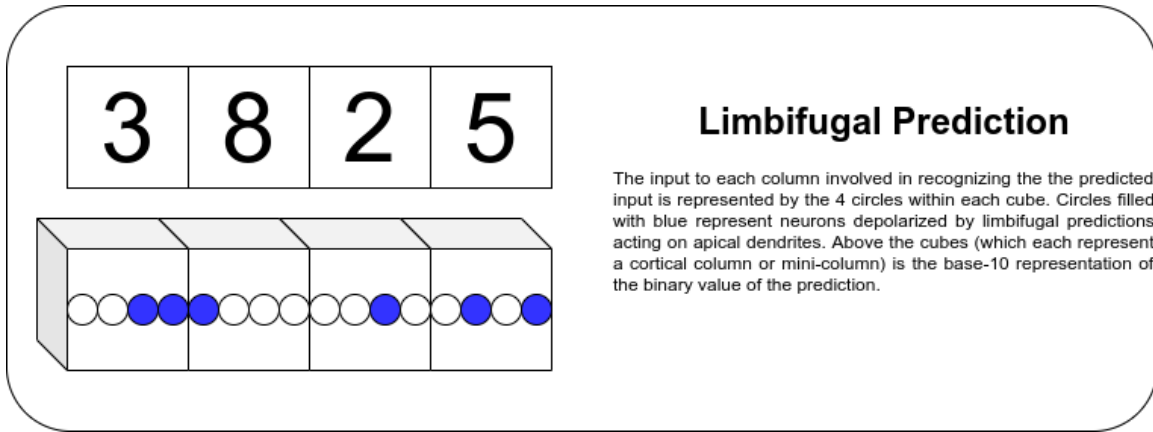 3 8 2 5
Limbifugal Prediction
The input to each column involved in recognizing the the predicted
input is represented by the 4 circles within each cube. Circles filled
with blue represent neurons depolarized by limbifugal predictions
acting on apical dendrites. Above the cubes (which each represent
a cortical column or mini-column) is the base-10 representation of
the binary value of the prediction.